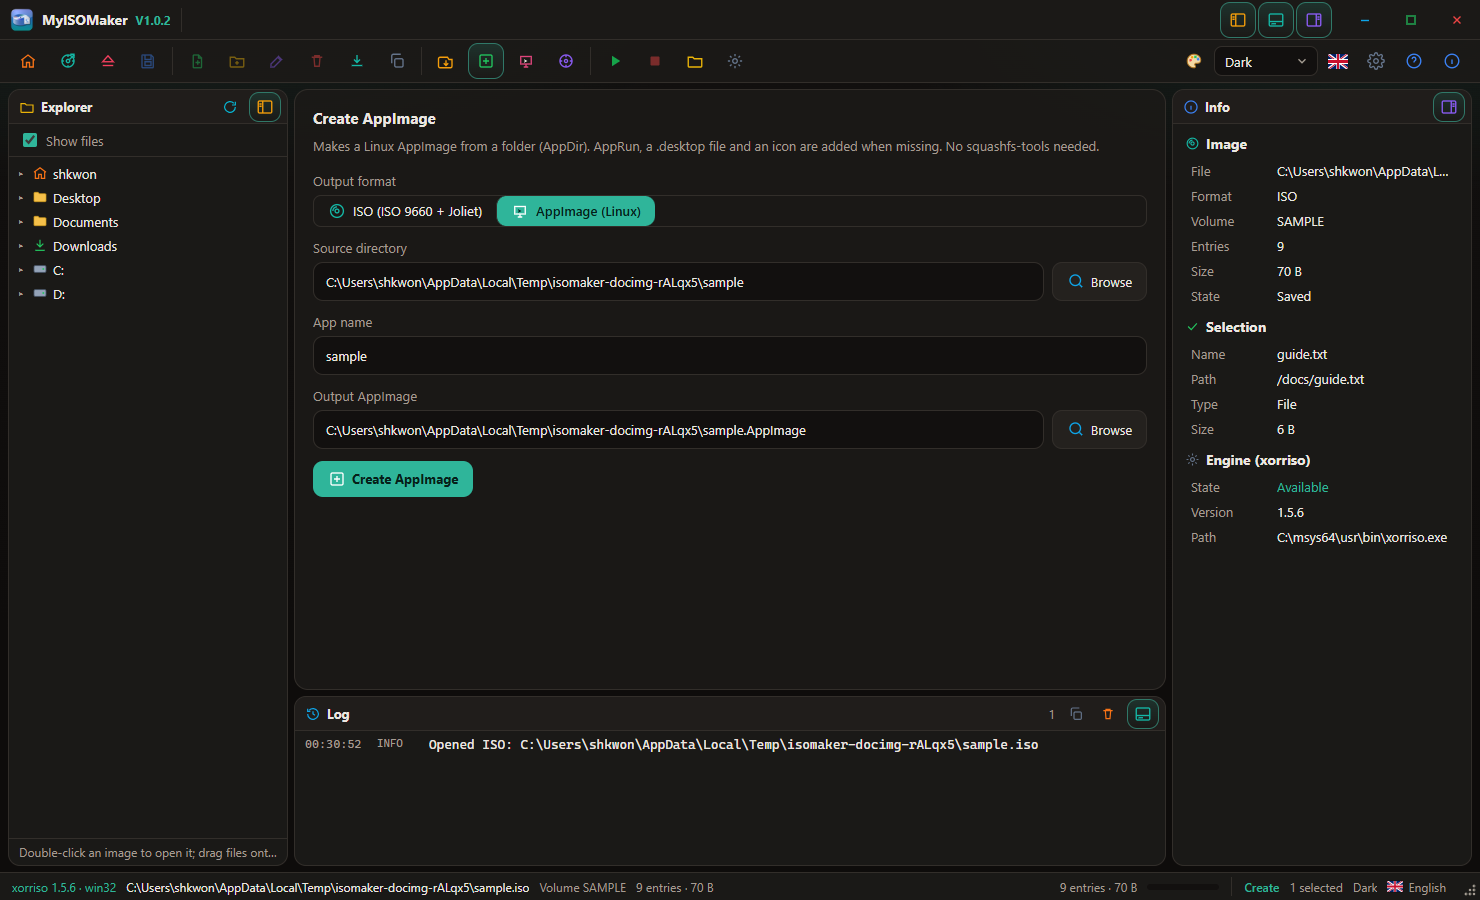 MyISOMaker V1.0.2
Dark
Explorer
Show files
shkwon
Desktop
Documents
Downloads
C:
D:
Double-click an image to open it; drag files ont...
Create AppImage
Makes a Linux AppImage from a folder (AppDir). AppRun, a .desktop file and an icon are added when missing. No squashfs-tools needed.
Output format
ISO (ISO 9660 + Joliet) AppImage (Linux)
Source directory
C:\Users\shkwon\AppData\Local\Temp\isomaker-docimg-rALqx5\sample Browse
App name
sample
Output AppImage
C:\Users\shkwon\AppData\Local\Temp\isomaker-docimg-rALqx5\sample.AppImage Browse
Create AppImage
Log 1
00:30:52 INFO Opened ISO: C:\Users\shkwon\AppData\Local\Temp\isomaker-docimg-rALqx5\sample.iso
Info
Image
File C:\Users\shkwon\AppData\L...
Format ISO
Volume SAMPLE
Entries 9
Size 70 B
State Saved
Selection
Name guide.txt
Path /docs/guide.txt
Type File
Size 6 B
Engine (xorriso)
State Available
Version 1.5.6
Path C:\msys64\usr\bin\xorriso.exe
xorriso 1.5.6 · win32 C:\Users\shkwon\AppData\Local\Temp\isomaker-docimg-rALqx5\sample.iso Volume SAMPLE 9 entries · 70 B 9 entries · 70 B Create 1 selected Dark English